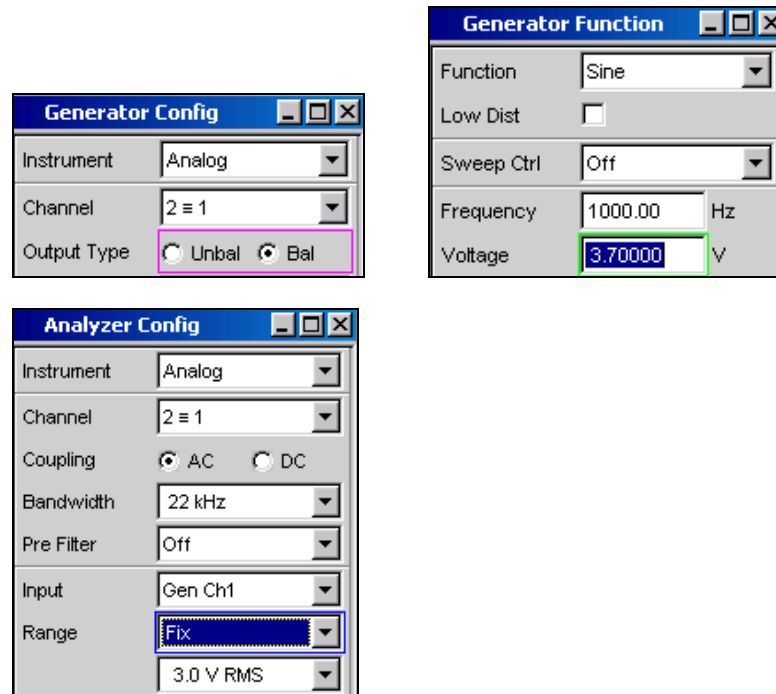 Generator Config
Instrument Analog
Channel 2 ≡ 1
Output Type Unbal Bal
Generator Function
Function Sine
Low Dist
Sweep Ctrl Off
Frequency 1000.00 Hz
Voltage 3.70000 V
Analyzer Config
Instrument Analog
Channel 2 ≡ 1
Coupling AC DC
Bandwidth 22 kHz
Pre Filter Off
Input Gen Ch1
Range Fix
3.0 V RMS